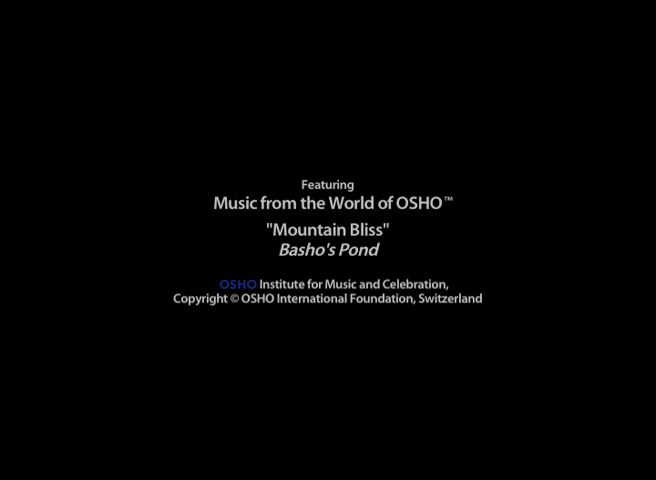 Featuring
Music from the World of OSHO™
"Mountain Bliss"
Basho's Pond
OSHO Institute for Music and Celebration,
Copyright © OSHO International Foundation, Switzerland